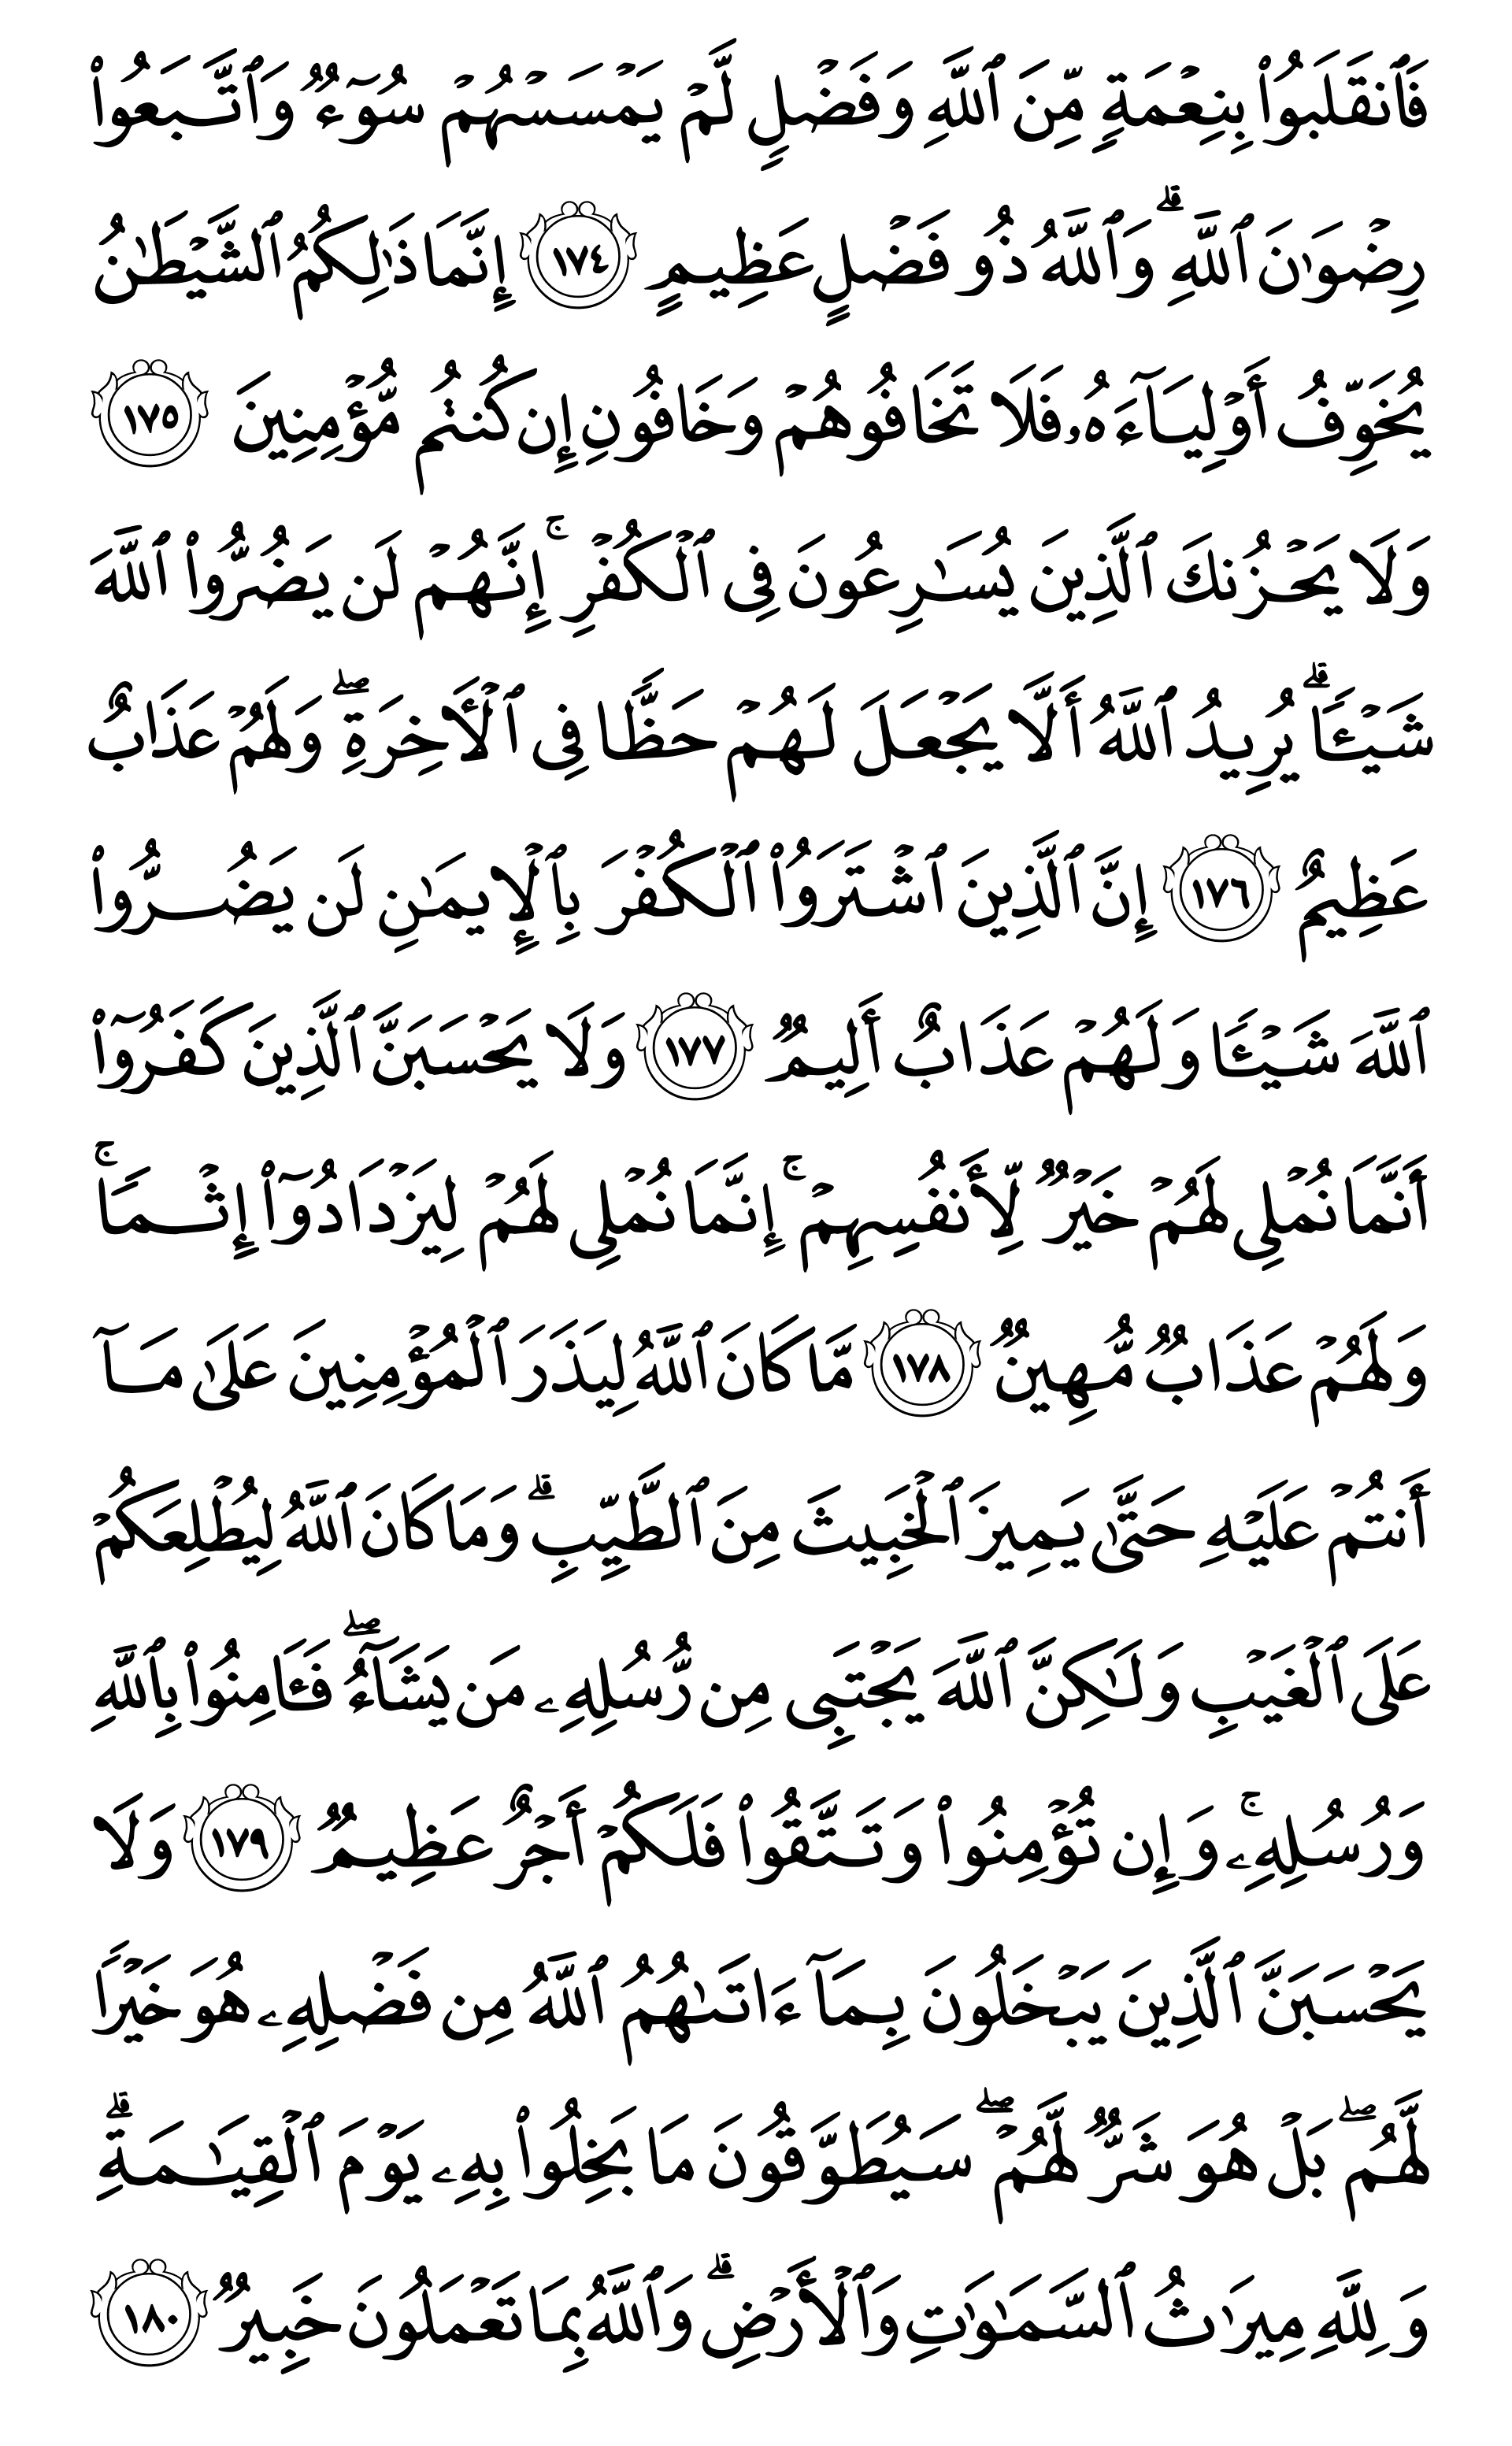 فَٱنقَلَبُوا۟ بِنِعْمَةٍ مِّنَ ٱللَّهِ وَفَضْلٍ لَّمْ يَمْسَسْهُمْ سُوٓءٌ وَٱتَّبَعُوا۟
رِضْوَٰنَ ٱللَّهِ ۗ وَٱللَّهُ ذُو فَضْلٍ عَظِيمٍ ١٧٤ إِنَّمَا ذَٰلِكُمُ ٱلشَّيْطَٰنُ
يُخَوِّفُ أَوْلِيَآءَهُۥ فَلَا تَخَافُوهُمْ وَخَافُونِ إِن كُنتُم مُّؤْمِنِينَ ١٧٥
وَلَا يَحْزُنكَ ٱلَّذِينَ يُسَٰرِعُونَ فِى ٱلْكُفْرِ ۚ إِنَّهُمْ لَن يَضُرُّوا۟ ٱللَّهَ
شَيْـًٔا ۗ يُرِيدُ ٱللَّهُ أَلَّا يَجْعَلَ لَهُمْ حَظًّا فِى ٱلْأَخِرَةِ ۖ وَلَهُمْ عَذَابٌ
عَظِيمٌ ١٧٦ إِنَّ ٱلَّذِينَ ٱشْتَرَوُا۟ ٱلْكُفْرَ بِٱلْإِيمَٰنِ لَن يَضُرُّوا۟
ٱللَّهَ شَيْـًٔا وَلَهُمْ عَذَابٌ أَلِيمٌ ١٧٧ وَلَا يَحْسَبَنَّ ٱلَّذِينَ كَفَرُوٓا۟
أَنَّمَا نُمْلِى لَهُمْ خَيْرٌ لِّأَنفُسِهِمْ ۚ إِنَّمَا نُمْلِى لَهُمْ لِيَزْدَادُوٓا۟ إِثْمًا ۚ
وَلَهُمْ عَذَابٌ مُّهِينٌ ١٧٨ مَّا كَانَ ٱللَّهُ لِيَذَرَ ٱلْمُؤْمِنِينَ عَلَىٰ مَآ
أَنتُمْ عَلَيْهِ حَتَّىٰ يَمِيزَ ٱلْخَبِيثَ مِنَ ٱلطَّيِّبِ ۗ وَمَا كَانَ ٱللَّهُ لِيُطْلِعَكُمْ
عَلَى ٱلْغَيْبِ وَلَٰكِنَّ ٱللَّهَ يَجْتَبِى مِن رُّسُلِهِۦ مَن يَشَآءُ ۖ فَـَٔامِنُوا۟ بِٱللَّهِ
وَرُسُلِهِۦ ۚ وَإِن تُؤْمِنُوا۟ وَتَتَّقُوا۟ فَلَكُمْ أَجْرٌ عَظِيمٌ ١٧٩ وَلَا
يَحْسَبَنَّ ٱلَّذِينَ يَبْخَلُونَ بِمَآ ءَاتَىٰهُمُ ٱللَّهُ مِن فَضْلِهِۦ هُوَ خَيْرًا
لَّهُم ۖ بَلْ هُوَ شَرٌّ لَّهُمْ ۖ سَيُطَوَّقُونَ مَا بَخِلُوا۟ بِهِۦ يَوْمَ ٱلْقِيَٰمَةِ ۗ
وَلِلَّهِ مِيرَٰثُ ٱلسَّمَٰوَٰتِ وَٱلْأَرْضِ ۗ وَٱللَّهُ بِمَا تَعْمَلُونَ خَبِيرٌ ١٨٠